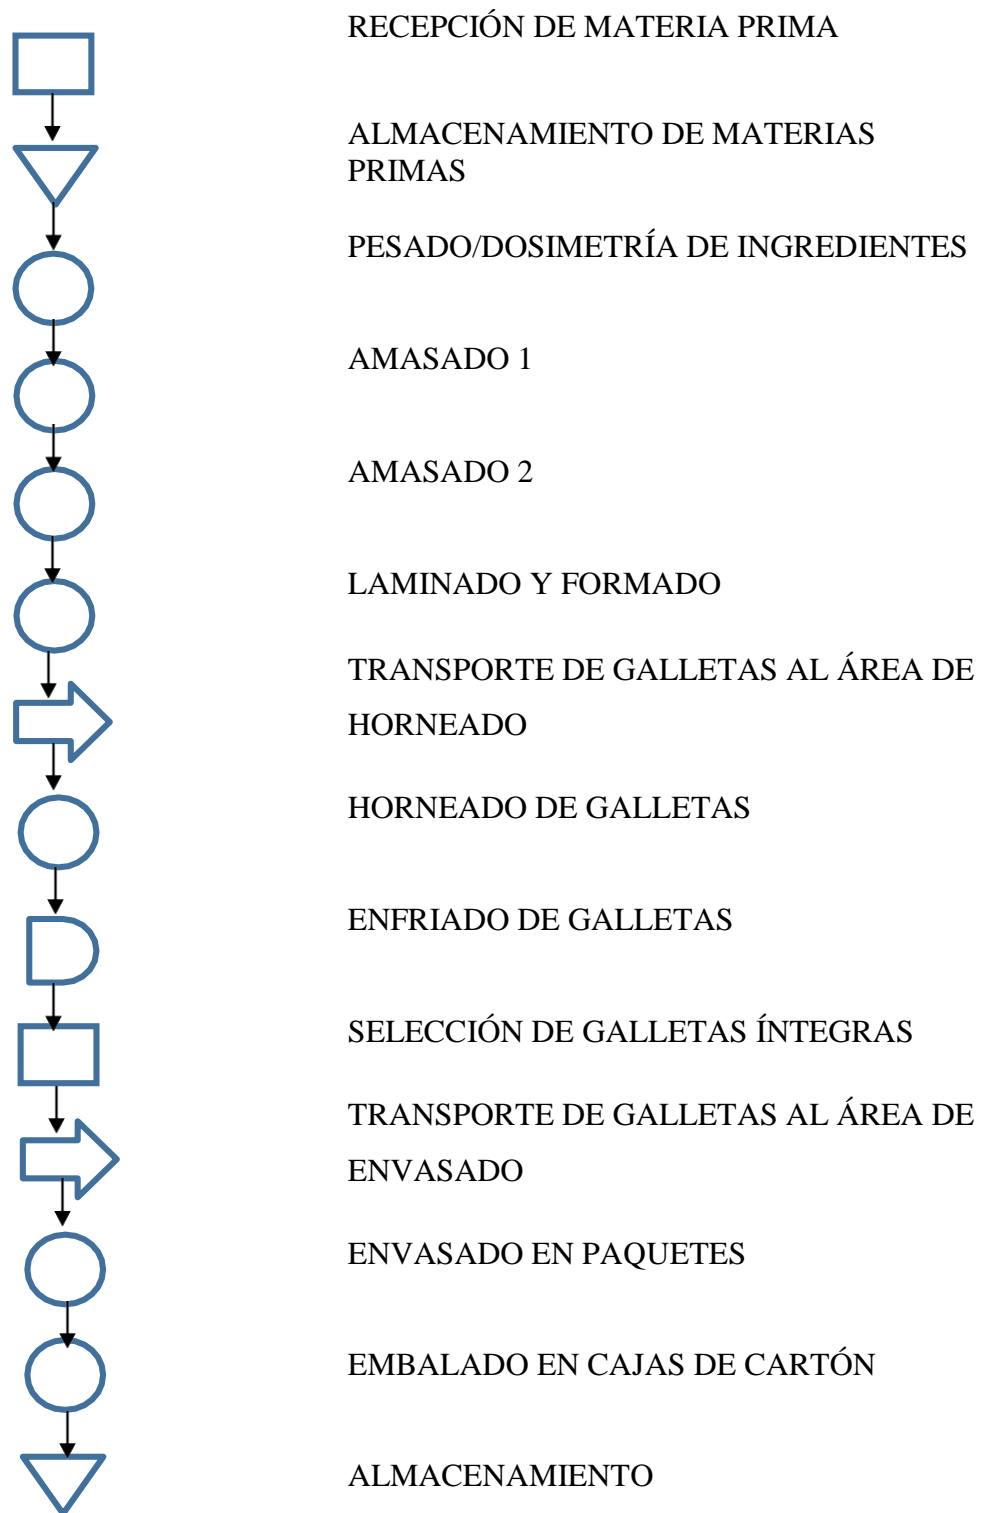 RECEPCIÓN DE MATERIA PRIMA
ALMACENAMIENTO DE MATERIAS
PRIMAS
PESADO/DOSIMETRÍA DE INGREDIENTES
AMASADO 1
AMASADO 2
LAMINADO Y FORMADO
TRANSPORTE DE GALLETAS AL ÁREA DE
HORNEADO
HORNEADO DE GALLETAS
ENFRIADO DE GALLETAS
SELECCIÓN DE GALLETAS ÍNTEGRAS
TRANSPORTE DE GALLETAS AL ÁREA DE
ENVASADO
ENVASADO EN PAQUETES
EMBALADO EN CAJAS DE CARTÓN
ALMACENAMIENTO